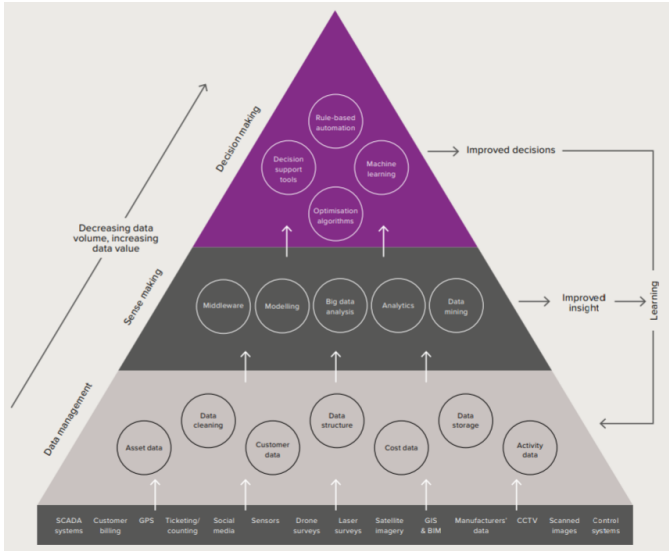 Rule-based
automation
Decision
support
tools
Machine
learning
Optimisation
algorithms
Decision making
Improved decisions
Decreasing data
volume, increasing
data value
Middleware
Modelling
Big data
analysis
Analytics
Data
mining
Sense making
Improved
insight
Learning
Asset data
Data
cleaning
Customer
data
Data
structure
Cost data
Data
storage
Activity
data
Data management
SCADA
systems
Customer
billing
GPS
Ticketing/
counting
Social
media
Sensors
Drone
surveys
Laser
surveys
Satellite
imagery
GIS
& BIM
Manufacturers'
data
CCTV
Scanned
images
Control
systems